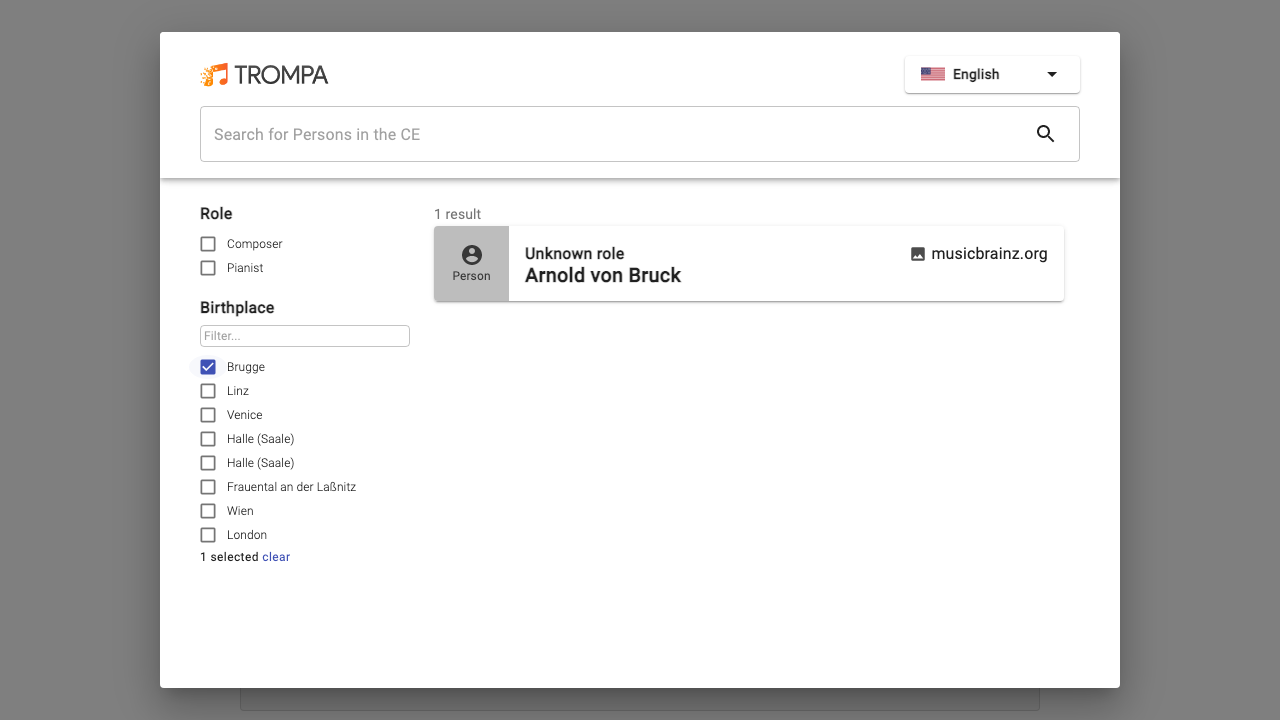 TROMPA
English
Search for Persons in the CE
Role
Composer
Pianist
Birthplace
Filter...
Brugge
Linz
Venice
Halle (Saale)
Halle (Saale)
Frauental an der Laßnitz
Wien
London
1 selected clear
1 result
Person
Unknown role
Arnold von Bruck
musicbrainz.org